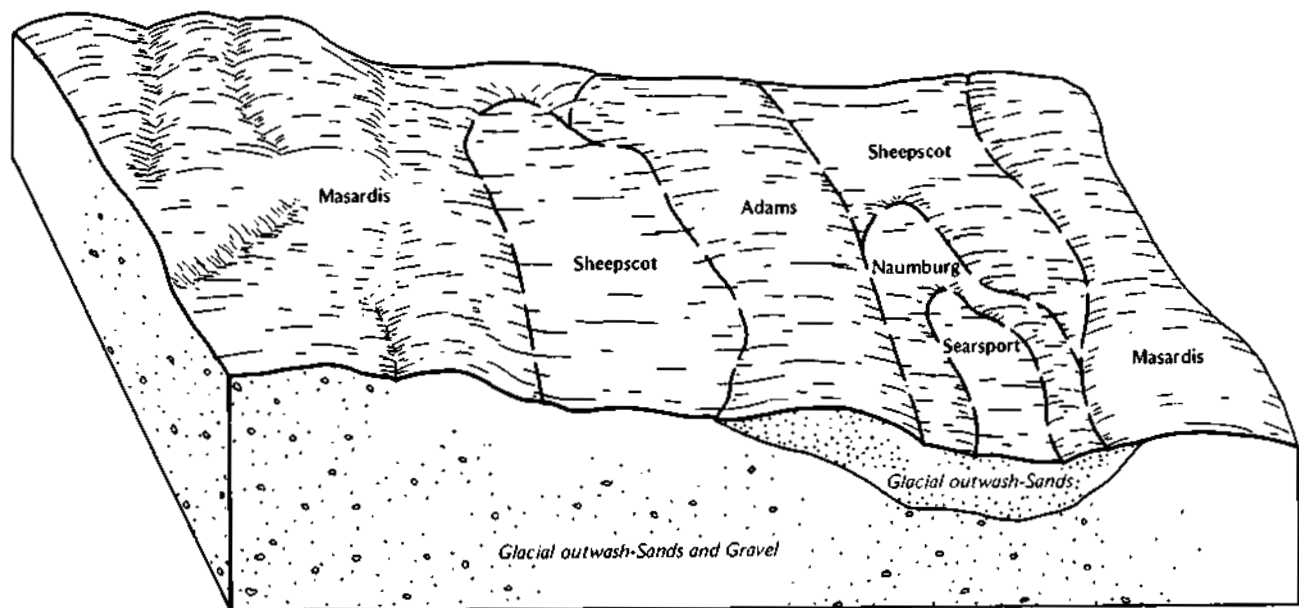 Sheepscot
Masardis
Adams
Sheepscot
Naumburg
Searsport
Masardis
Glacial outwash-Sands
Glacial outwash-Sands and Gravel